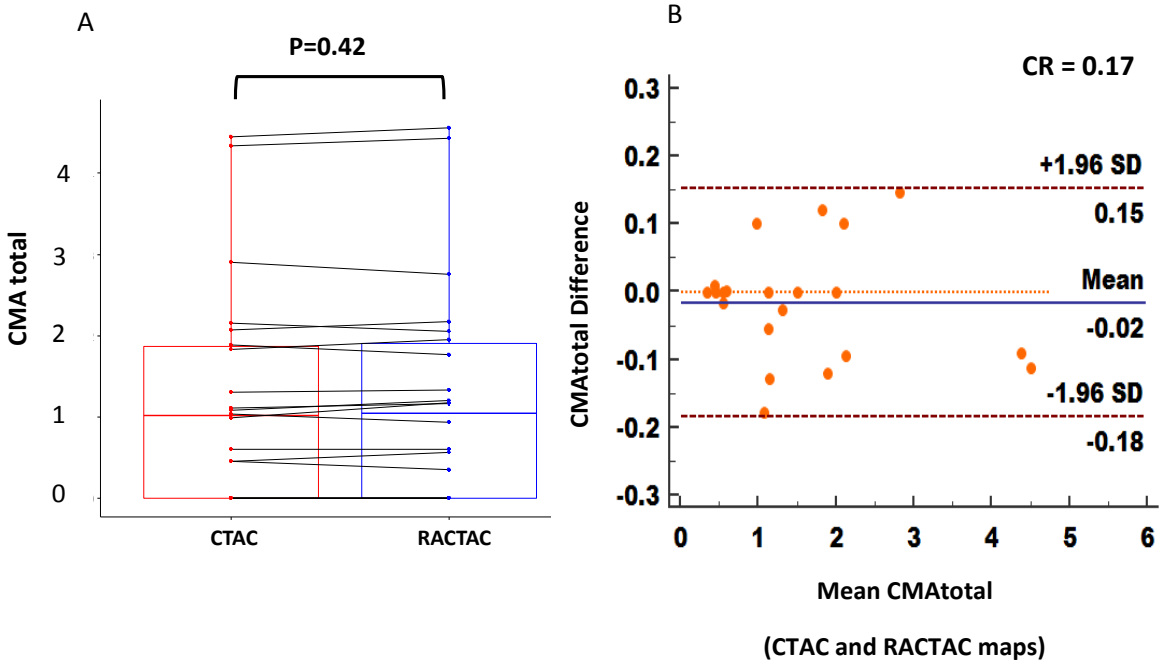 A
P=0.42
CMA total
4
3
2
1
0
CTAC
RACTAC
B
CR = 0.17
CMAtotal Difference
0.3
0.2
0.1
0.0
-0.1
-0.2
-0.3
+1.96 SD
0.15
Mean
-0.02
-1.96 SD
-0.18
0 1 2 3 4 5 6
Mean CMAtotal
(CTAC and RACTAC maps)